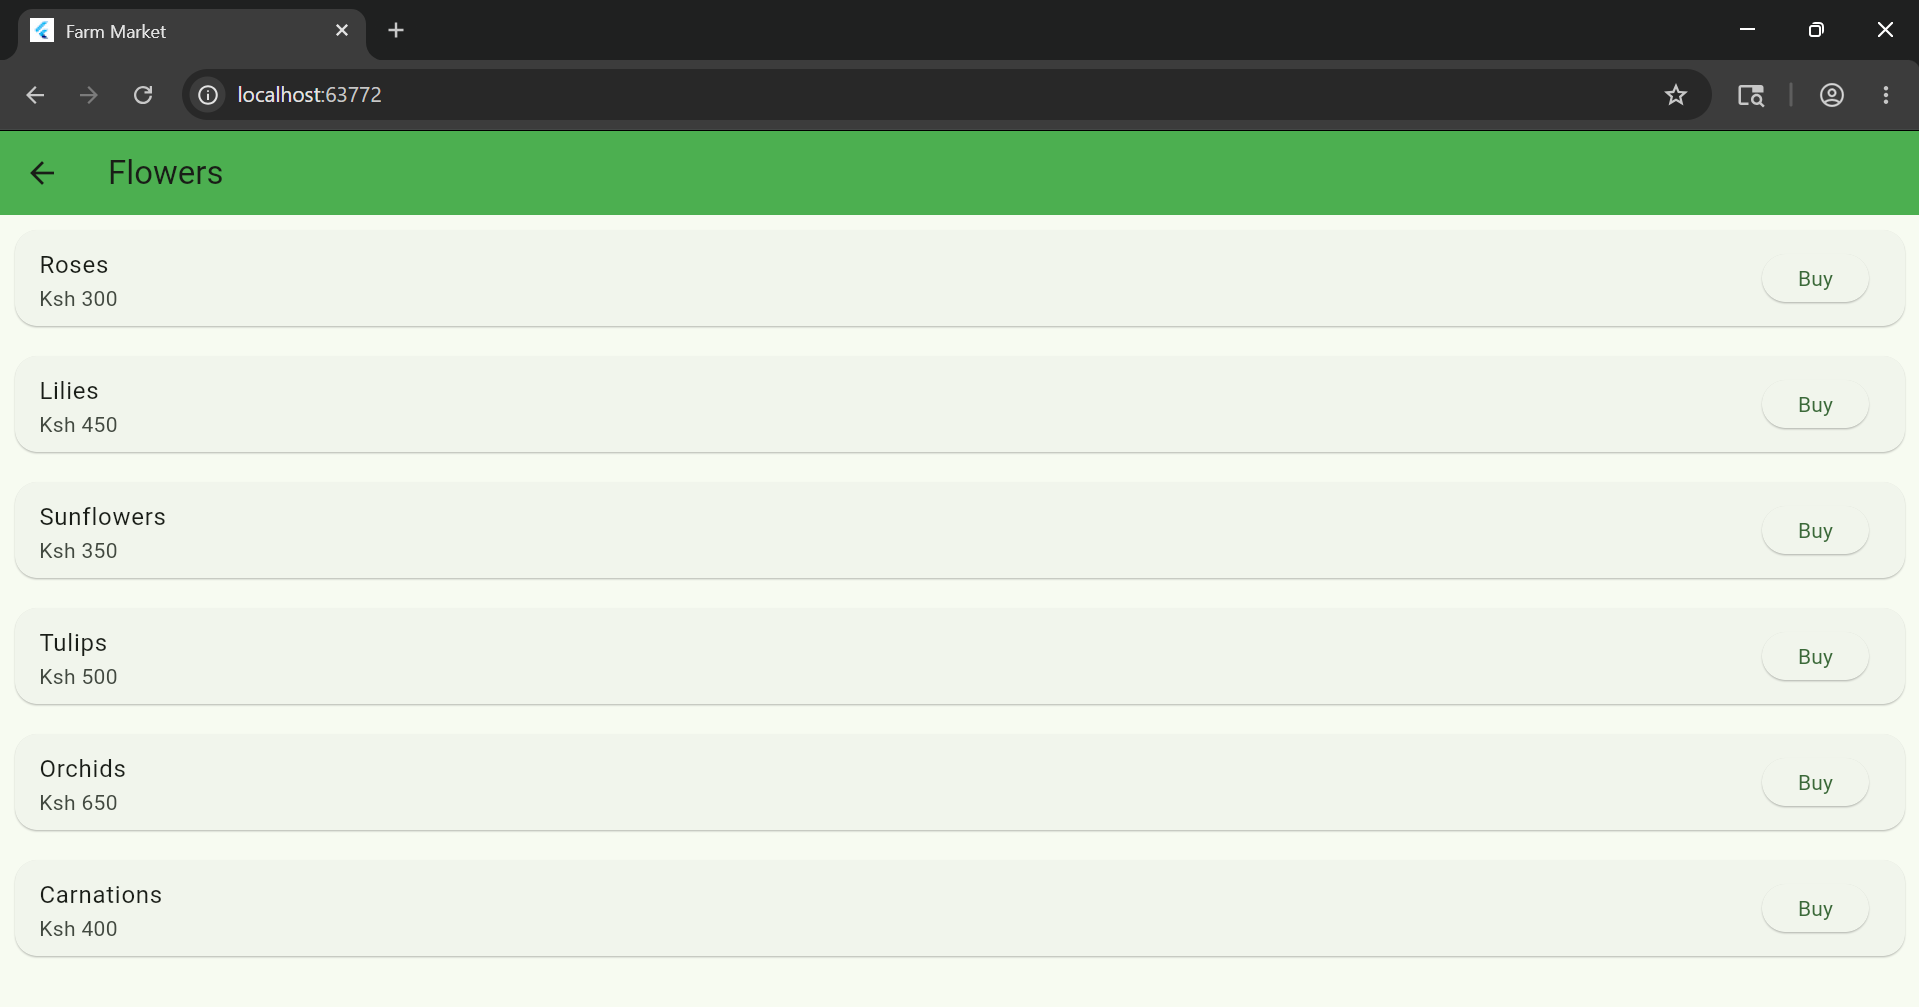 Farm Market
localhost:63772
Flowers
Roses
Ksh 300
Buy
Lilies
Ksh 450
Buy
Sunflowers
Ksh 350
Buy
Tulips
Ksh 500
Buy
Orchids
Ksh 650
Buy
Carnations
Ksh 400
Buy